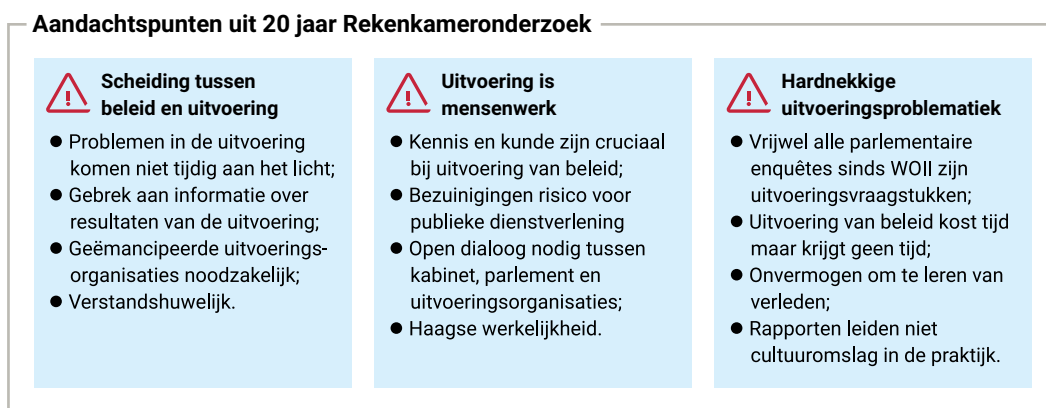 Aandachtspunten uit 20 jaar Rekenkameronderzoek
Scheiding tussen
beleid en uitvoering
● Problemen in de uitvoering
komen niet tijdig aan het licht;
● Gebrek aan informatie over
resultaten van de uitvoering;
● Geëmancipeerde uitvoerings-
organisaties noodzakelijk;
● Verstandshuwelijk.
Uitvoering is
mensenwerk
● Kennis en kunde zijn cruciaal
bij uitvoering van beleid;
● Bezuinigingen risico voor
publieke dienstverlening
● Open dialoog nodig tussen
kabinet, parlement en
uitvoeringsorganisaties;
● Haagse werkelijkheid.
Hardnekkige
uitvoeringsproblematiek
● Vrijwel alle parlementaire
enquêtes sinds WOII zijn
uitvoeringsvraagstukken;
● Uitvoering van beleid kost tijd
maar krijgt geen tijd;
● Onvermogen om te leren van
verleden;
● Rapporten leiden niet
cultuuromslag in de praktijk.